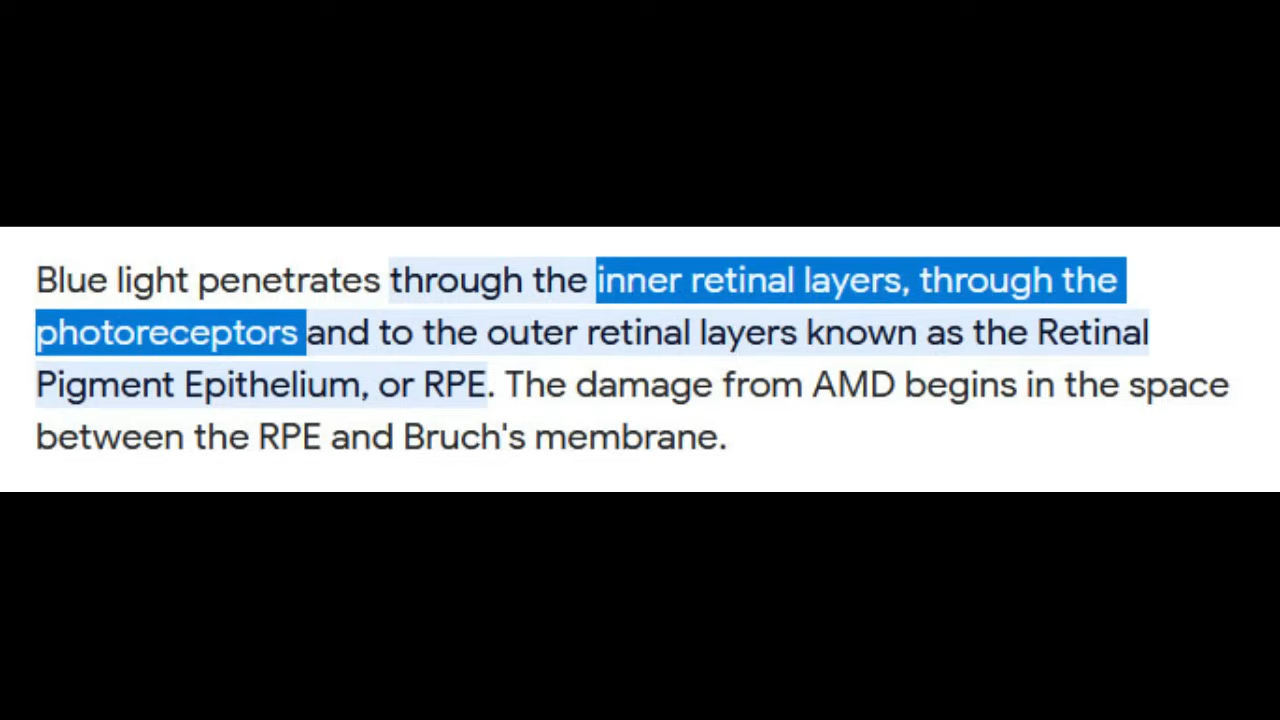 Blue light penetrates through the inner retinal layers, through the
photoreceptors and to the outer retinal layers known as the Retinal
Pigment Epithelium, or RPE. The damage from AMD begins in the space
between the RPE and Bruch's membrane.